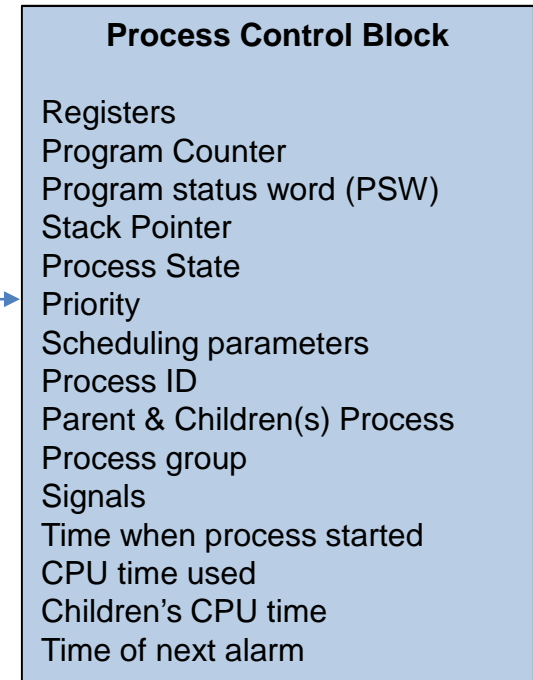 Process Control Block
Registers
Program Counter
Program status word (PSW)
Stack Pointer
Process State
Priority
Scheduling parameters
Process ID
Parent & Children(s) Process
Process group
Signals
Time when process started
CPU time used
Children's CPU time
Time of next alarm